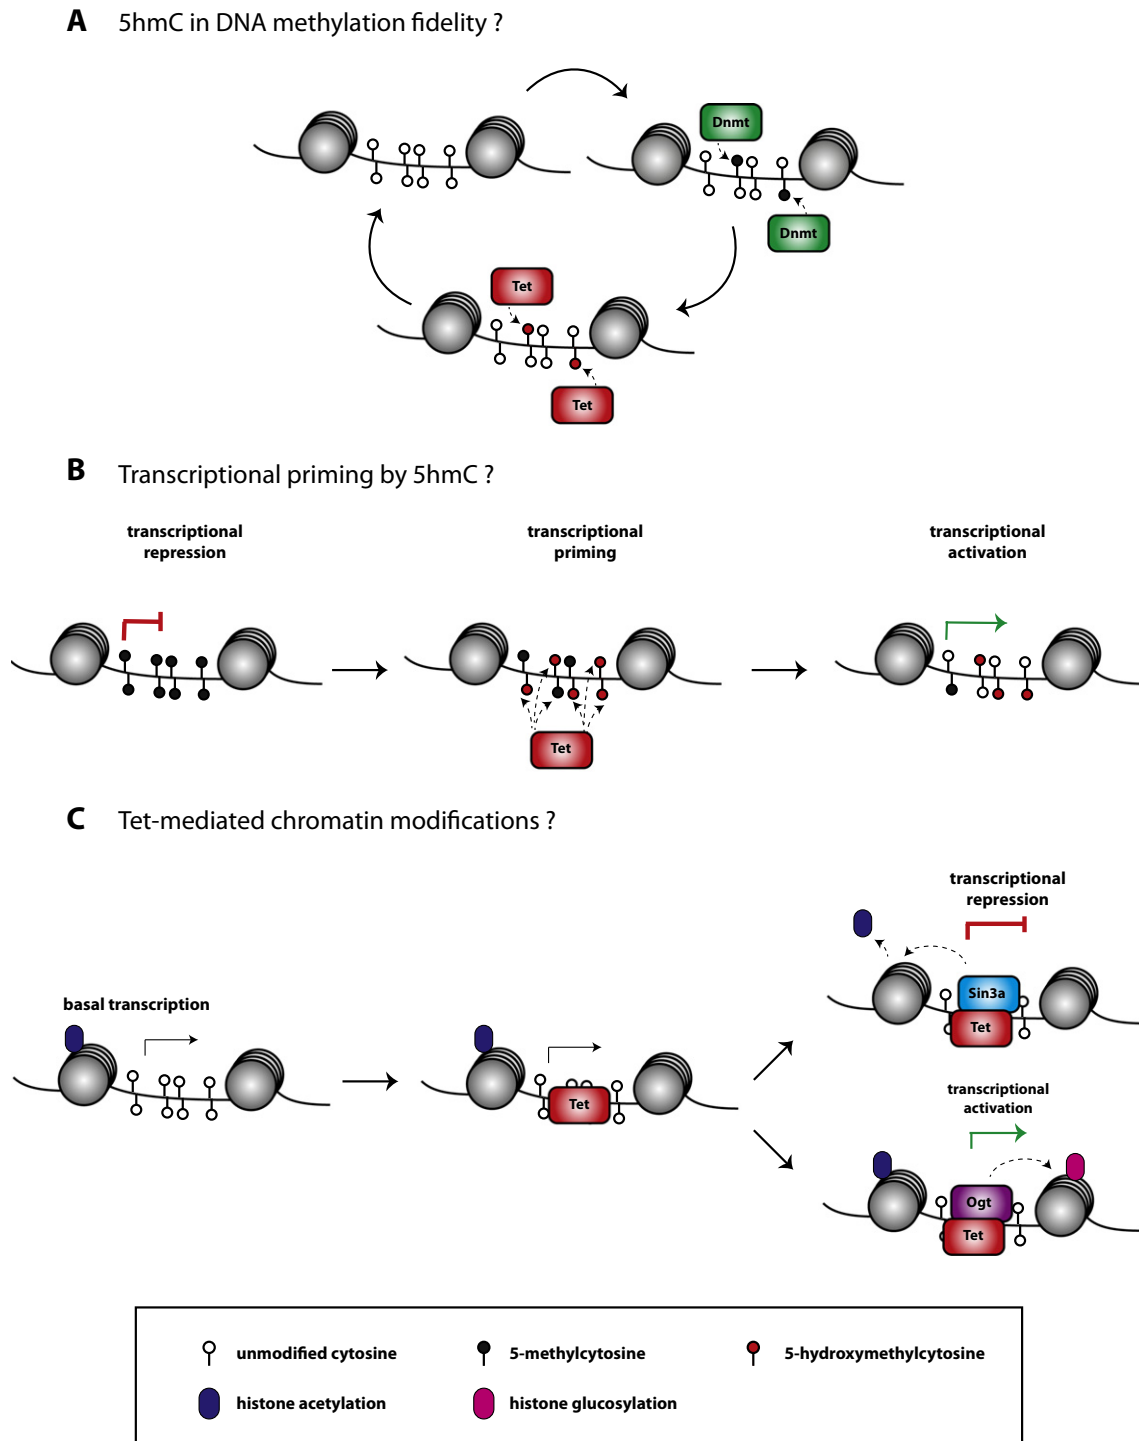 A 5hmC in DNA methylation fidelity ?
Dnmt
Dnmt
Tet
Tet
B Transcriptional priming by 5hmC ?
transcriptional
repression
transcriptional
priming
transcriptional
activation
Tet
C Tet-mediated chromatin modifications ?
transcriptional
repression
Sin3a
Tet
basal transcription
Tet
transcriptional
activation
Ogt
Tet
unmodified cytosine
5-methylcytosine
5-hydroxymethylcytosine
histone acetylation
histone glucosylation